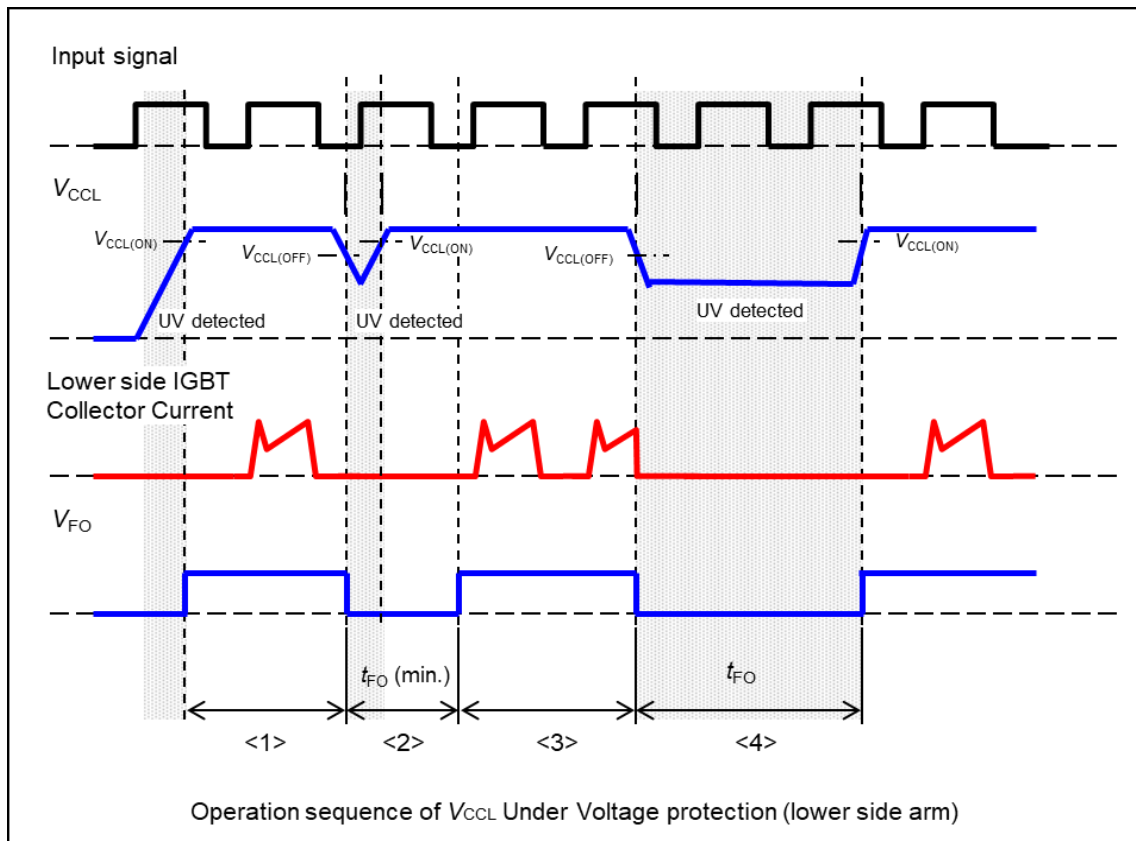 Input signal
VCCL
VCCL(ON)
VCCL(OFF)
VCCL(ON)
VCCL(OFF)
VCCL(ON)
UV detected
UV detected
UV detected
Lower side IGBT
Collector Current
VFO
tFO (min.)
tFO
<1>
<2>
<3>
<4>
Operation sequence of VCCL Under Voltage protection (lower side arm)